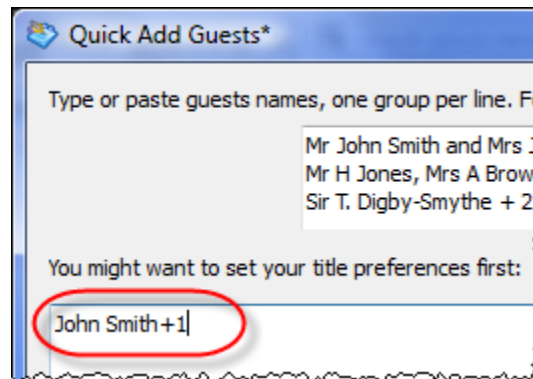 Quick Add Guests*
Type or paste guests names, one group per line.
Mr John Smith and Mrs
Mr H Jones, Mrs A
Sir T. Digby-Smythe + 2
You might want to set your title preferences first:
John Smith+1